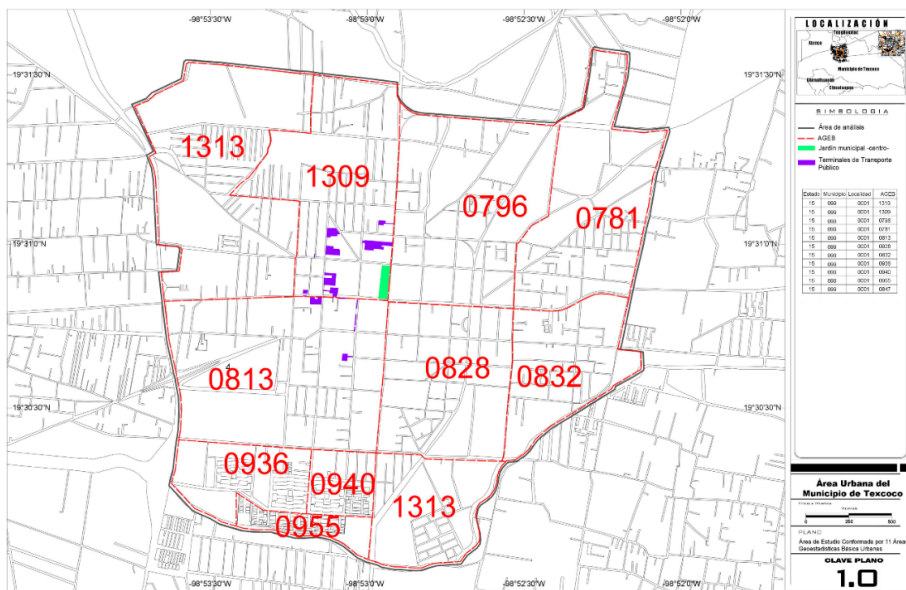 -98°53'30"W
-98°53'0"W
-98°52'30"W
-98°52'0"W
19°31'30"N
19°31'30"N
1313
1309
0796
0781
19°31'0"N
19°31'0"N
0813
4
0828
0832
19°30'30"N
19°30'30"N
0936
0940
1313
0955
-98°53'30"W
-98°53'0"W
-98°52'30"W
-98°52'0"W
LOCALIZACIÓN
Municipio de Texcoco
SIMBOLOGIA
Área de análisis
AGEB
Jardín municipal -centro-
Terminales de Transporte
Público
Estado Municipio Localidad AGEB
15 099 0001 1313
15 099 0001 1309
15 099 0001 0796
15 099 0001 0781
15 099 0001 0813
15 099 0001 0828
15 099 0001 0832
15 099 0001 0936
15 099 0001 0940
15 099 0001 0955
15 099 0001 0947
Área Urbana del
Municipio de Texcoco
0 250 500
PLANO
Área de Estudio Conformada por 11 Área
Geoestadísticas Básica Urbanas
CLAVE PLANO
1.0